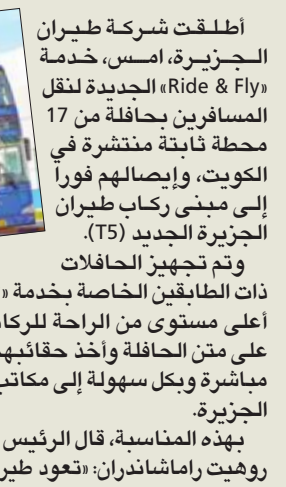 أطلقت شركة طيران
الجزيرة، امس، خدمة
«Ride & Fly» الجديدة لنقل
المسافرين بحافلة من 17
محطة ثابتة منتشرة في
الكويت، وإيصالهم فورا
إلى مبنى ركاب طيران
الجزيرة الجديد (T5).
وتم تجهيز الحافلات
ذات الطابقين الخاصة بخدمة «
أعلى مستوى من الراحة للركا
على متن الحافلة وأخذ حقائبهم
مباشرة وبكل سهولة إلى مكاتب
الجزيرة.
بهذه المناسبة، قال الرئيس
روهيت راماشاندران: «تعود طير